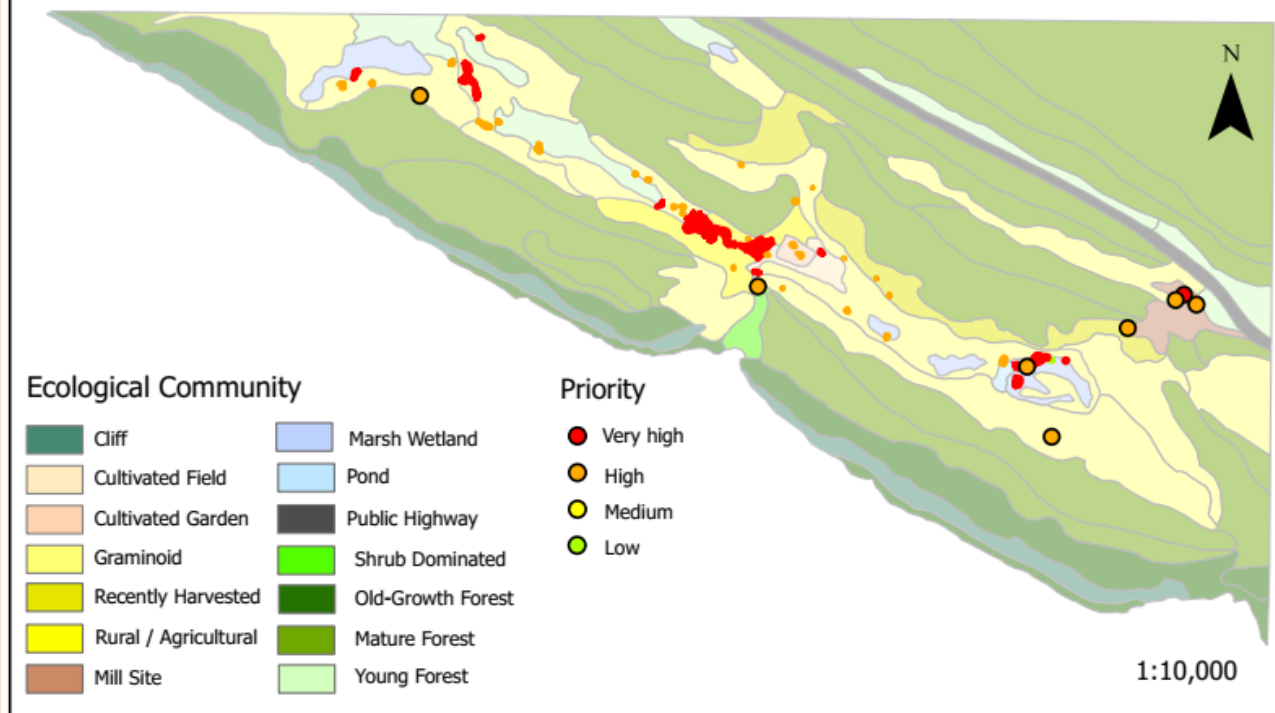 N
Ecological Community
Cliff
Cultivated Field
Cultivated Garden
Graminoid
Recently Harvested
Rural / Agricultural
Mill Site
Marsh Wetland
Pond
Public Highway
Shrub Dominated
Old-Growth Forest
Mature Forest
Young Forest
Priority
Very high
High
Medium
Low
1:10,000